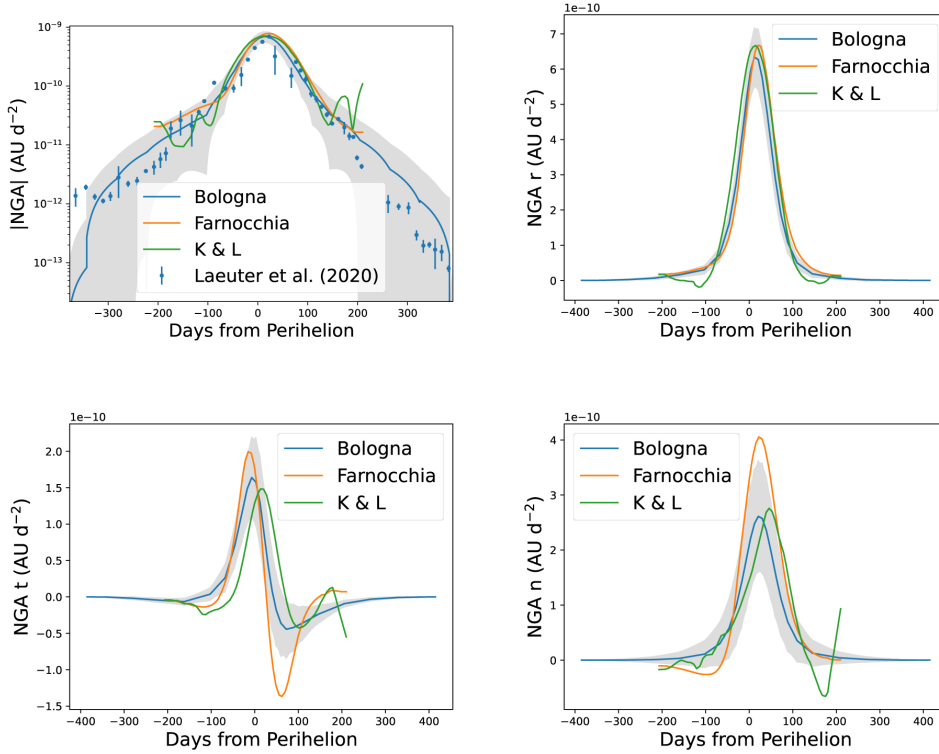 |NGA| (AU d⁻²)
10⁻⁹
10⁻¹⁰
10⁻¹¹
10⁻¹²
10⁻¹³
Bologna
Farnocchia
K & L
Laeuter et al. (2020)
−300 −200 −100 0 100 200 300
Days from Perihelion
1e−10
NGA r (AU d⁻²)
7
6
5
4
3
2
1
0
Bologna
Farnocchia
K & L
−400 −300 −200 −100 0 100 200 300 400
Days from Perihelion
1e−10
NGA t (AU d⁻²)
2.0
1.5
1.0
0.5
0.0
−0.5
−1.0
−1.5
Bologna
Farnocchia
K & L
−400 −300 −200 −100 0 100 200 300 400
Days from Perihelion
1e−10
NGA n (AU d⁻²)
4
3
2
1
0
Bologna
Farnocchia
K & L
−400 −300 −200 −100 0 100 200 300 400
Days from Perihelion